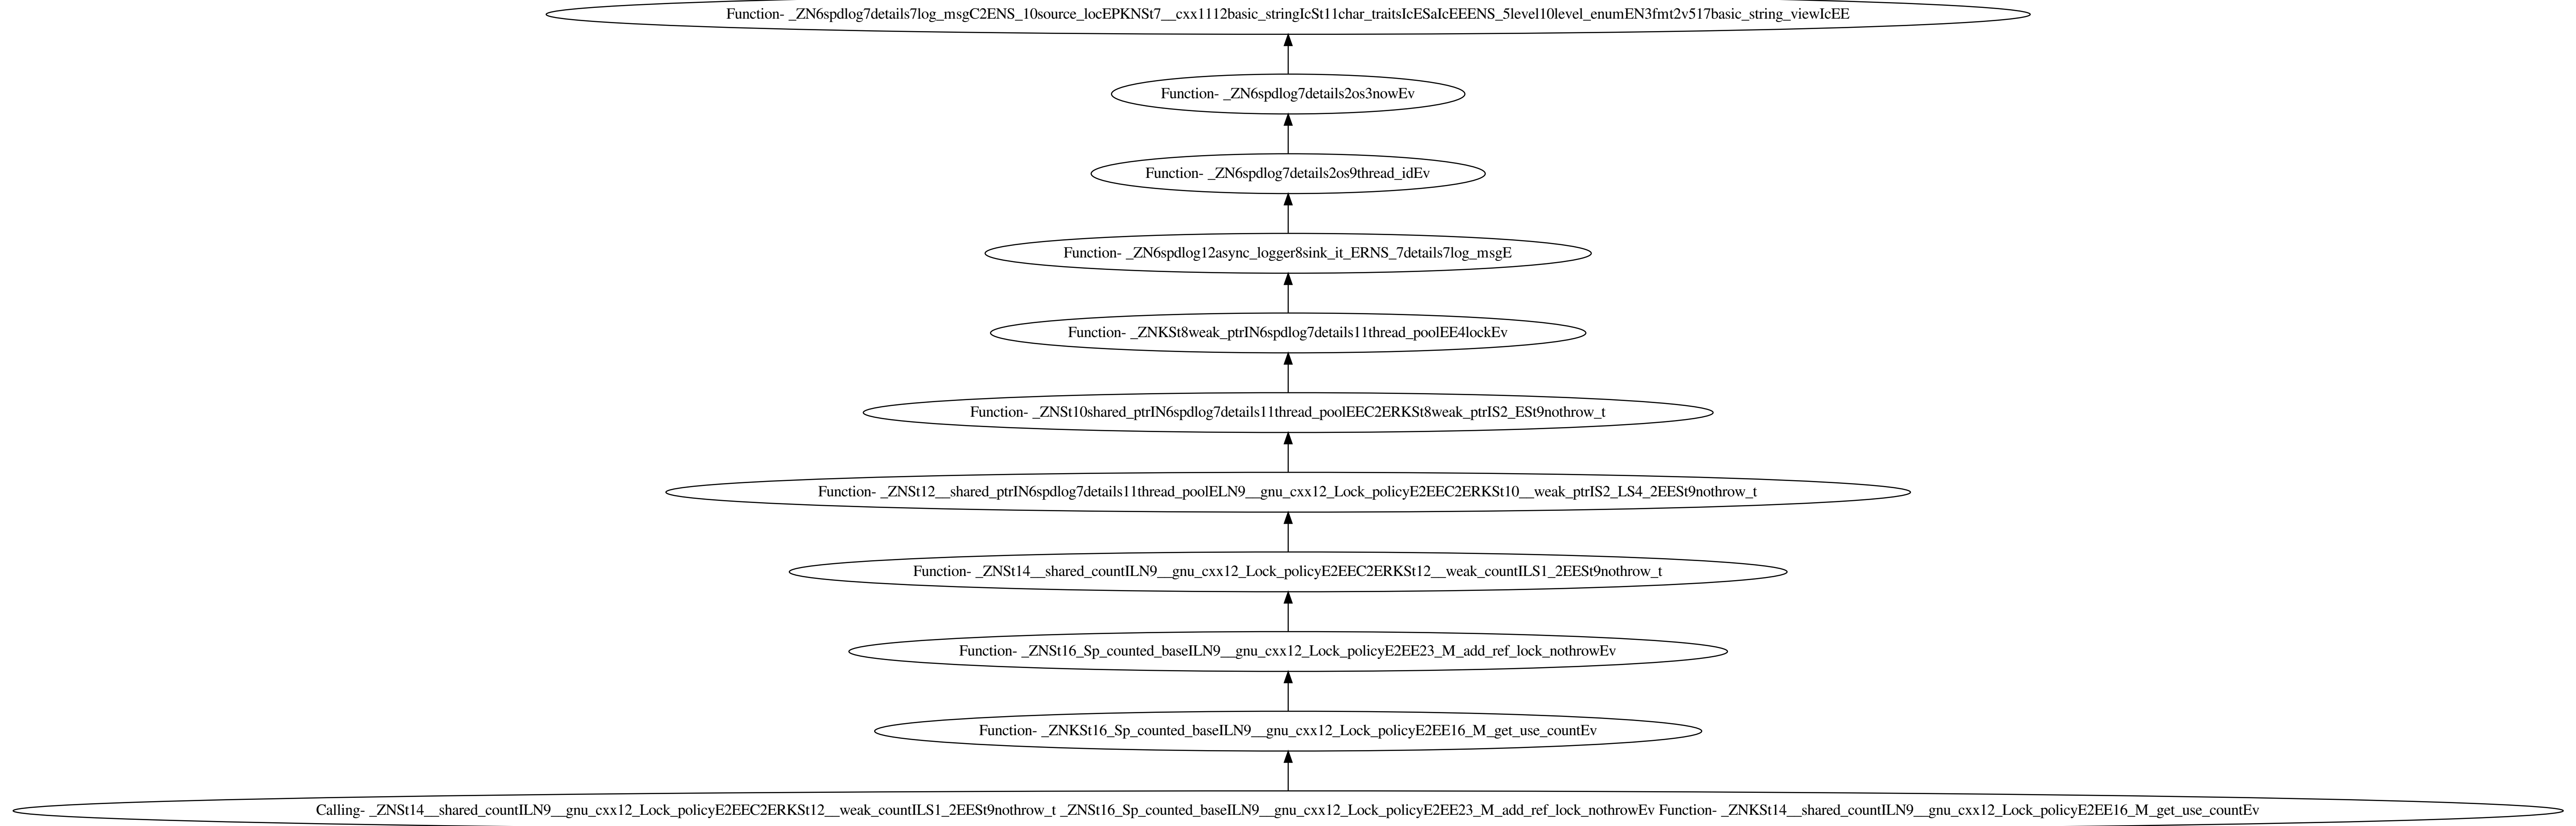 Function- _ZN6spdlog7details7log_msgC2ENS_10source_locEPKNSt7__cxx1112basic_stringIcSt11char_traitsIcESaIcEEENS_5level10level_enumEN3fmt2v517basic_string_viewIcEE
Function- _ZN6spdlog7details2os3nowEv
Function- _ZN6spdlog7details2os9thread_idEv
Function- _ZN6spdlog12async_logger8sink_it_ERNS_7details7log_msgE
Function- _ZNKSt8weak_ptrIN6spdlog7details11thread_poolEE4lockEv
Function- _ZNSt10shared_ptrIN6spdlog7details11thread_poolEEC2ERKSt8weak_ptrIS2_ESt9nothrow_t
Function- _ZNSt12__shared_ptrIN6spdlog7details11thread_poolELN9__gnu_cxx12_Lock_policyE2EEC2ERKSt10__weak_ptrIS2_LS4_2EESt9nothrow_t
Function- _ZNSt14__shared_countILN9__gnu_cxx12_Lock_policyE2EEC2ERKSt12__weak_countILS1_2EESt9nothrow_t
Function- _ZNSt16_Sp_counted_baseILN9__gnu_cxx12_Lock_policyE2EE23_M_add_ref_lock_nothrowEv
Function- _ZNKSt16_Sp_counted_baseILN9__gnu_cxx12_Lock_policyE2EE16_M_get_use_countEv
Calling- _ZNSt14__shared_countILN9__gnu_cxx12_Lock_policyE2EEC2ERKSt12__weak_countILS1_2EESt9nothrow_t _ZNSt16_Sp_counted_baseILN9__gnu_cxx12_Lock_policyE2EE23_M_add_ref_lock_nothrowEv Function- _ZNKSt14__shared_countILN9__gnu_cxx12_Lock_policyE2EE16_M_get_use_countEv